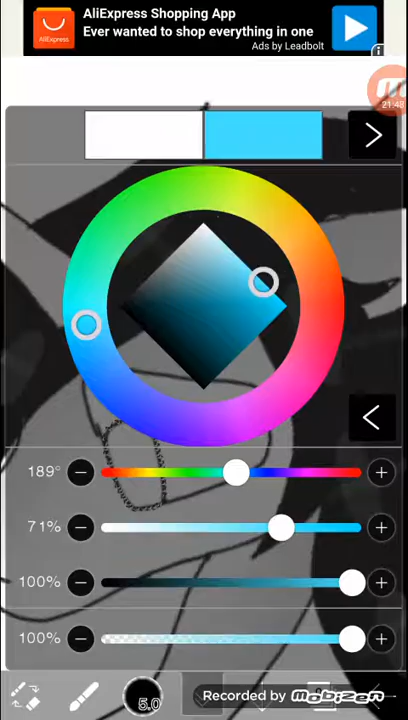 AliExpress Shopping App
Ever wanted to shop everything in one
AliExpress
Ads by Leadbolt
21:48
189°
71%
100%
100%
5.0
Recorded by Mobizen